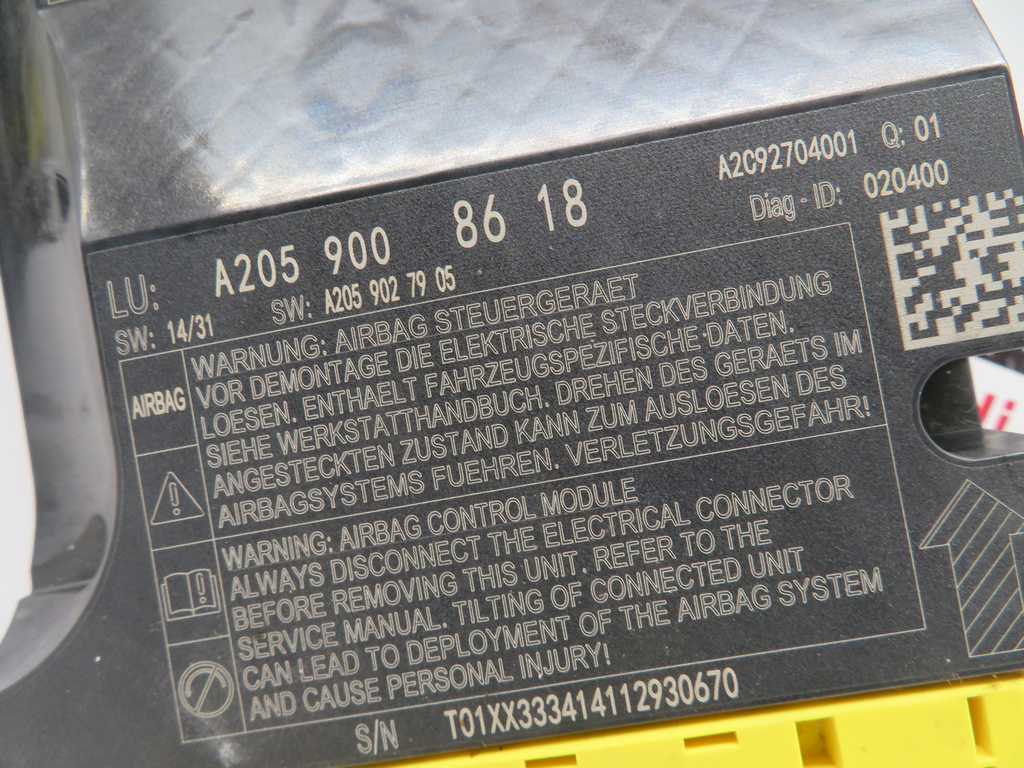 A2C92704001 Q: 01
Diag - ID: 020400
LU: A205 900 86 18
SW: 14/31 SW: A205 902 79 05
AIRBAG
WARNUNG: AIRBAG STEUERGERAET
VOR DEMONTAGE DIE ELEKTRISCHE STECKVERBINDUNG
LOESEN. ENTHAELT FAHRZEUGSPEZIFISCHE DATEN.
SIEHE WERKSTATTHANDBUCH. DREHEN DES GERAETS IM
ANGESTECKTEN ZUSTAND KANN ZUM AUSLOESEN DES
AIRBAGSYSTEMS FUEHREN. VERLETZUNGSGEFAHR!
WARNING: AIRBAG CONTROL MODULE
ALWAYS DISCONNECT THE ELECTRICAL CONNECTOR
BEFORE REMOVING THIS UNIT. REFER TO THE
SERVICE MANUAL. TILTING OF CONNECTED UNIT
CAN LEAD TO DEPLOYMENT OF THE AIRBAG SYSTEM
AND CAUSE PERSONAL INJURY!
S/N T01XX333414112930670